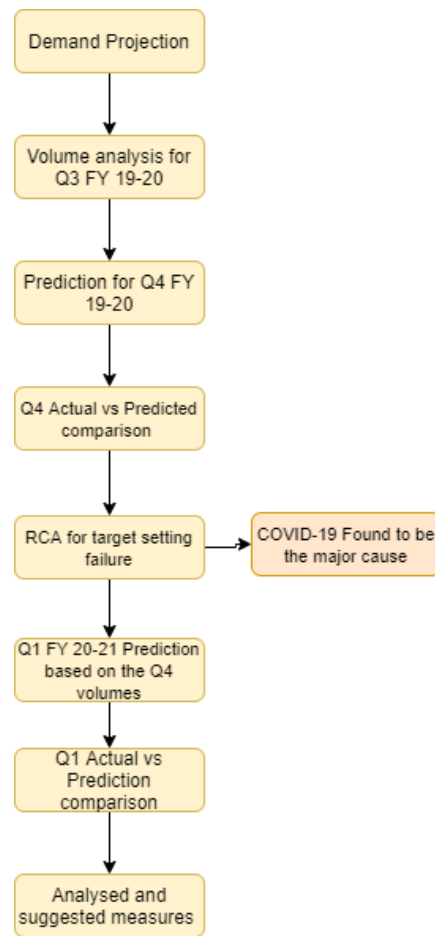 Demand Projection
Volume analysis for
Q3 FY 19-20
Prediction for Q4 FY
19-20
Q4 Actual vs Predicted
comparison
RCA for target setting
failure
COVID-19 Found to be
the major cause
Q1 FY 20-21 Prediction
based on the Q4
volumes
Q1 Actual vs
Prediction
comparison
Analysed and
suggested measures